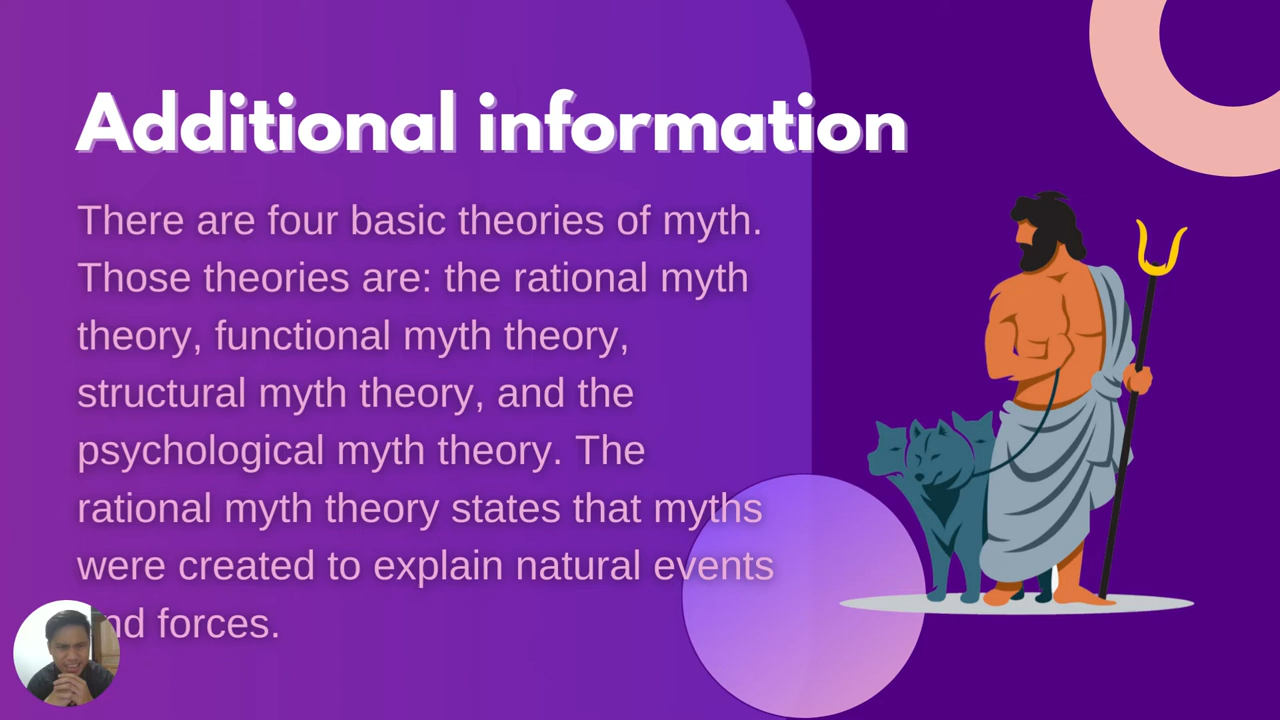 Additional information
There are four basic theories of myth.
Those theories are: the rational myth
theory, functional myth theory,
structural myth theory, and the
psychological myth theory. The
rational myth theory states that myths
were created to explain natural events
and forces.